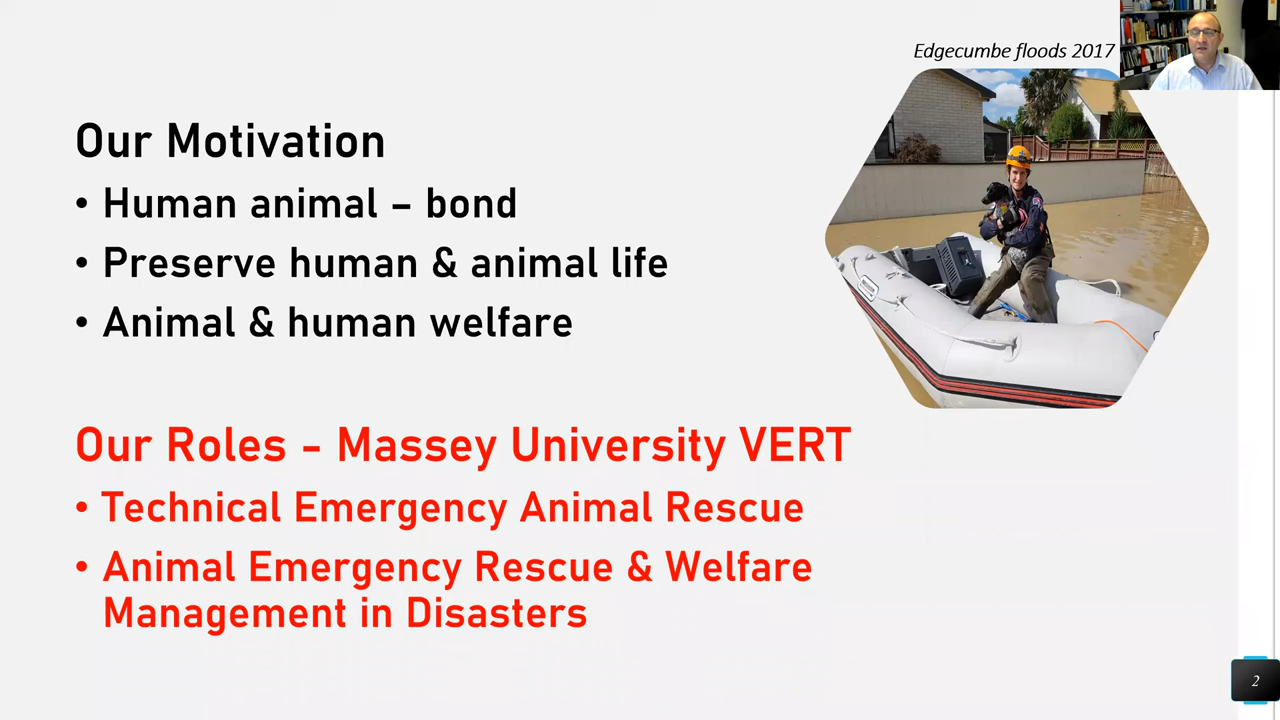 Edgecumbe floods 2017
Our Motivation
• Human animal – bond
• Preserve human & animal life
• Animal & human welfare
Our Roles - Massey University VERT
• Technical Emergency Animal Rescue
• Animal Emergency Rescue & Welfare
Management in Disasters
2